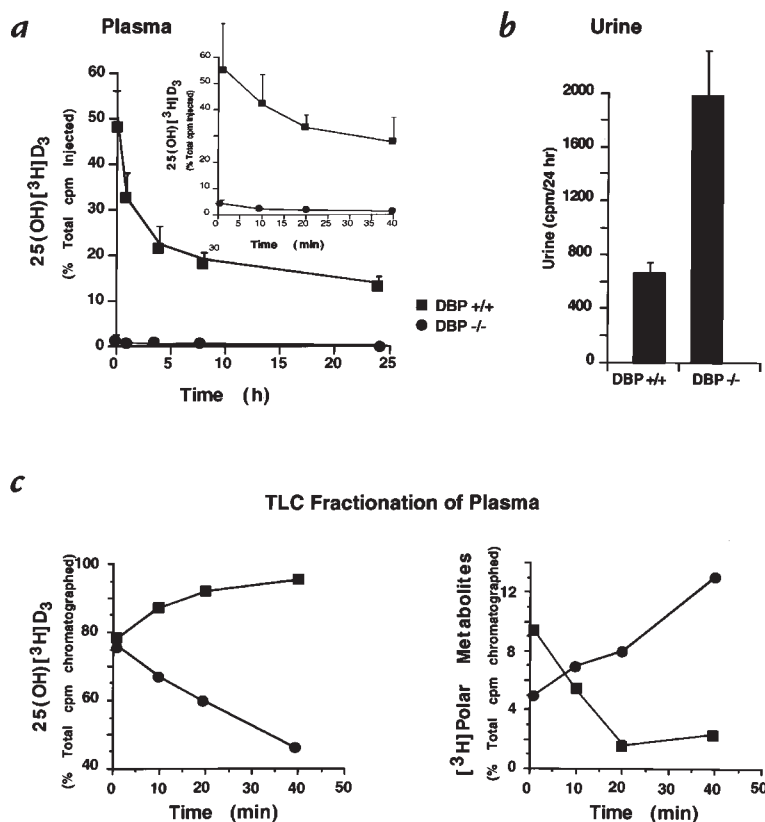 a
Plasma
60
50
40
30
20
10
0
25(OH)[³H]D₃
(% Total cpm Injected)
0
5
10
15
20
25
Time (h)
60
50
40
30
20
10
0
25(OH)[³H]D₃
(% Total cpm Injected)
0
5
10
15
20
25
30
35
40
30
Time (min)
DBP +/+
DBP -/-
b
Urine
2000
1600
1200
800
400
0
Urine (cpm/24 hr)
DBP +/+
DBP -/-
c
TLC Fractionation of Plasma
100
80
60
40
25(OH)[³H]D₃
(% Total cpm chromatographed)
0
10
20
30
40
50
Time (min)
12
8
4
0
[³H]Polar Metabolites
(% Total cpm chromatographed)
0
10
20
30
40
50
Time (min)